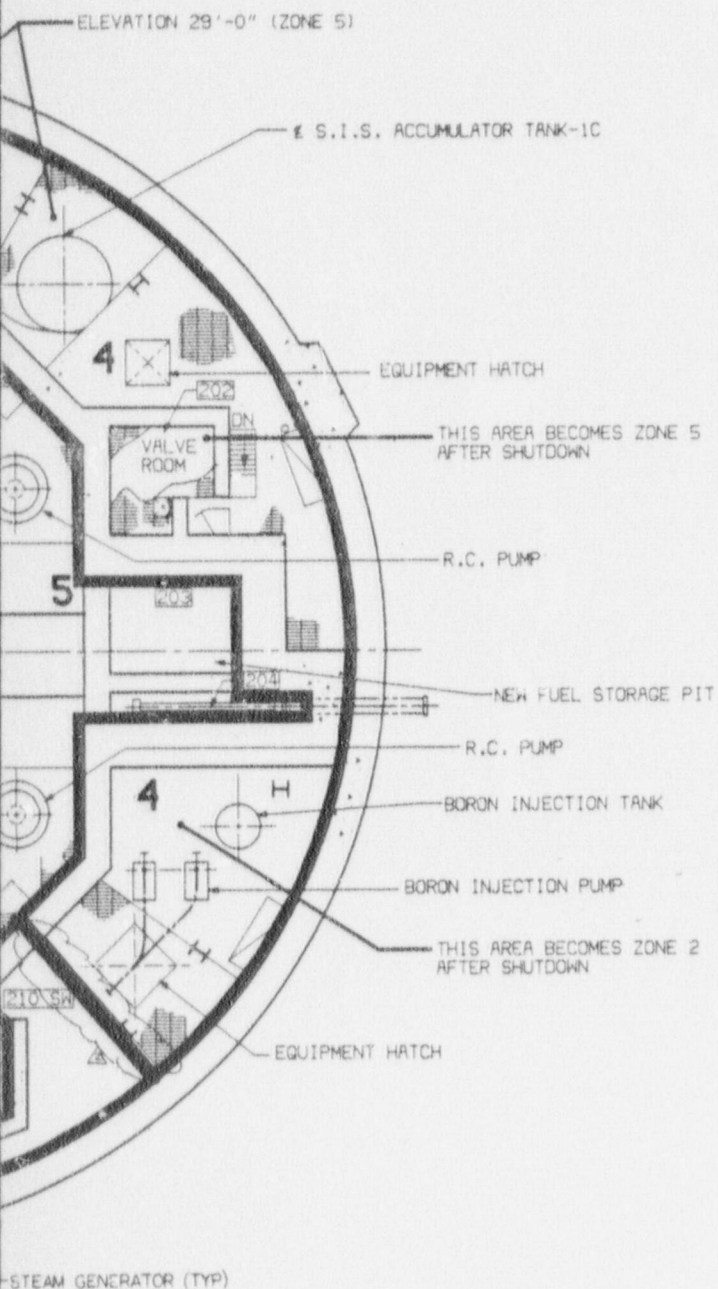 ELEVATION 29'-0" (ZONE 5)
℄ S.I.S. ACCUMULATOR TANK-1C
4
EQUIPMENT HATCH
202
DN
THIS AREA BECOMES ZONE 5
AFTER SHUTDOWN
VALVE
ROOM
R.C. PUMP
5
203
204
NEW FUEL STORAGE PIT
R.C. PUMP
4
H
BORON INJECTION TANK
BORON INJECTION PUMP
H
THIS AREA BECOMES ZONE 2
AFTER SHUTDOWN
210 SW
EQUIPMENT HATCH
STEAM GENERATOR (TYP)